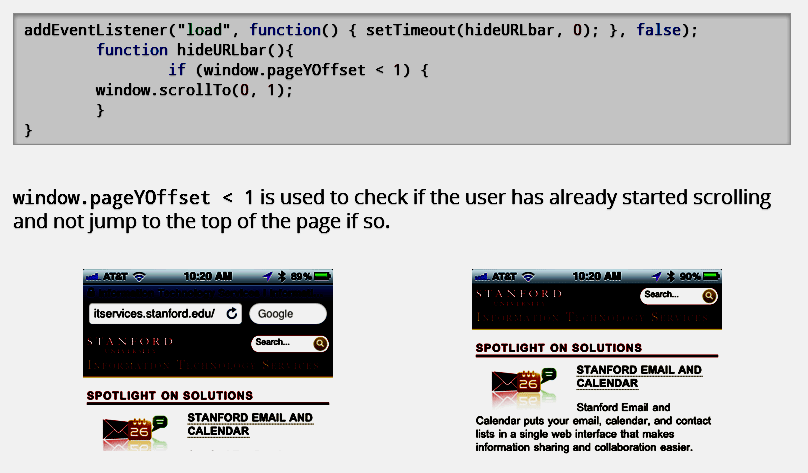 addEventListener("load", function() { setTimeout(hideURLbar, 0); }, false);
function hideURLbar(){
if (window.pageYOffset < 1) {
window.scrollTo(0, 1);
}
}
window.pageYOffset < 1 is used to check if the user has already started scrolling
and not jump to the top of the page if so.
AT&T 10:20 AM 89%
itservices.stanford.edu/ Google
STANFORD Search...
INFORMATION TECHNOLOGY SERVICES
SPOTLIGHT ON SOLUTIONS
26 STANFORD EMAIL AND
CALENDAR
AT&T 10:20 AM 90%
STANFORD Search...
INFORMATION TECHNOLOGY SERVICES
SPOTLIGHT ON SOLUTIONS
26 STANFORD EMAIL AND
CALENDAR
Stanford Email and
Calendar puts your email, calendar, and contact
lists in a single web interface that makes
information sharing and collaboration easier.